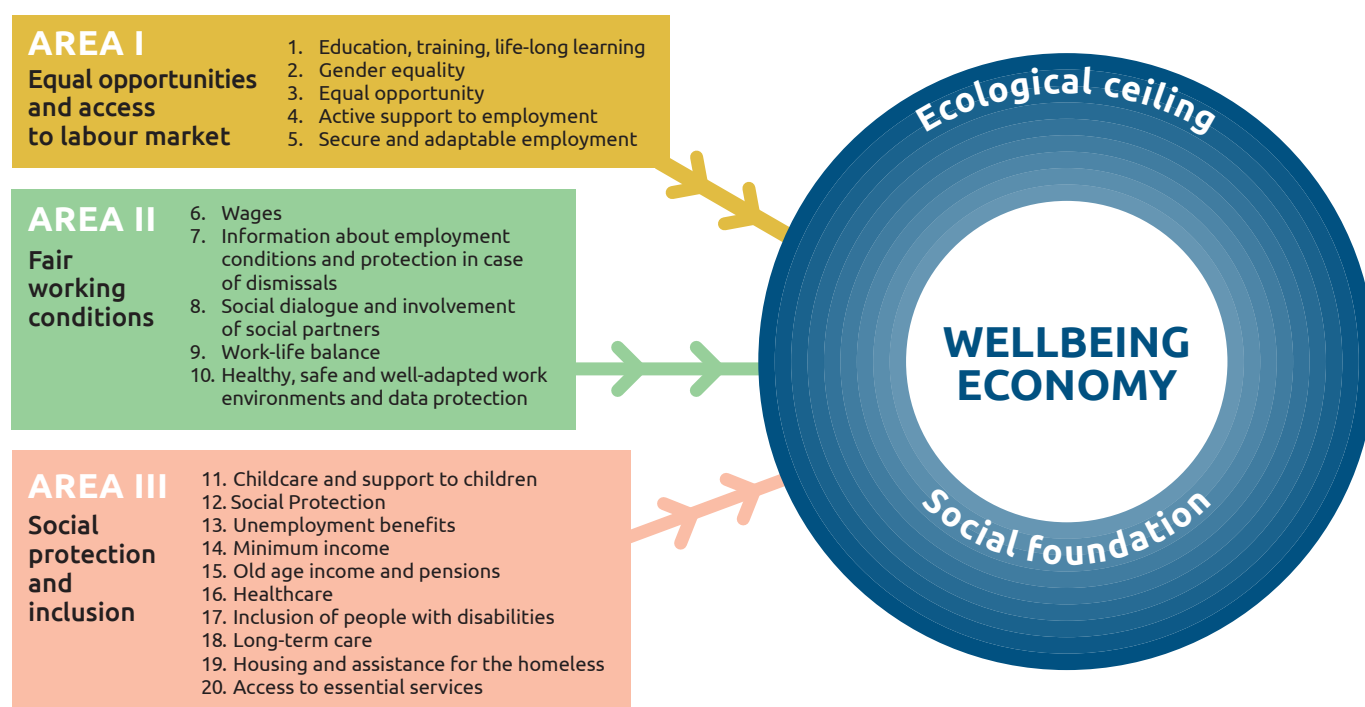 AREA I
Equal opportunities
and access
to labour market
1. Education, training, life-long learning
2. Gender equality
3. Equal opportunity
4. Active support to employment
5. Secure and adaptable employment
AREA II
Fair
working
conditions
6. Wages
7. Information about employment
conditions and protection in case
of dismissals
8. Social dialogue and involvement
of social partners
9. Work-life balance
10. Healthy, safe and well-adapted work
environments and data protection
AREA III
Social
protection
and
inclusion
11. Childcare and support to children
12. Social Protection
13. Unemployment benefits
14. Minimum income
15. Old age income and pensions
16. Healthcare
17. Inclusion of people with disabilities
18. Long-term care
19. Housing and assistance for the homeless
20. Access to essential services
Ecological ceiling
WELLBEING
ECONOMY
Social foundation